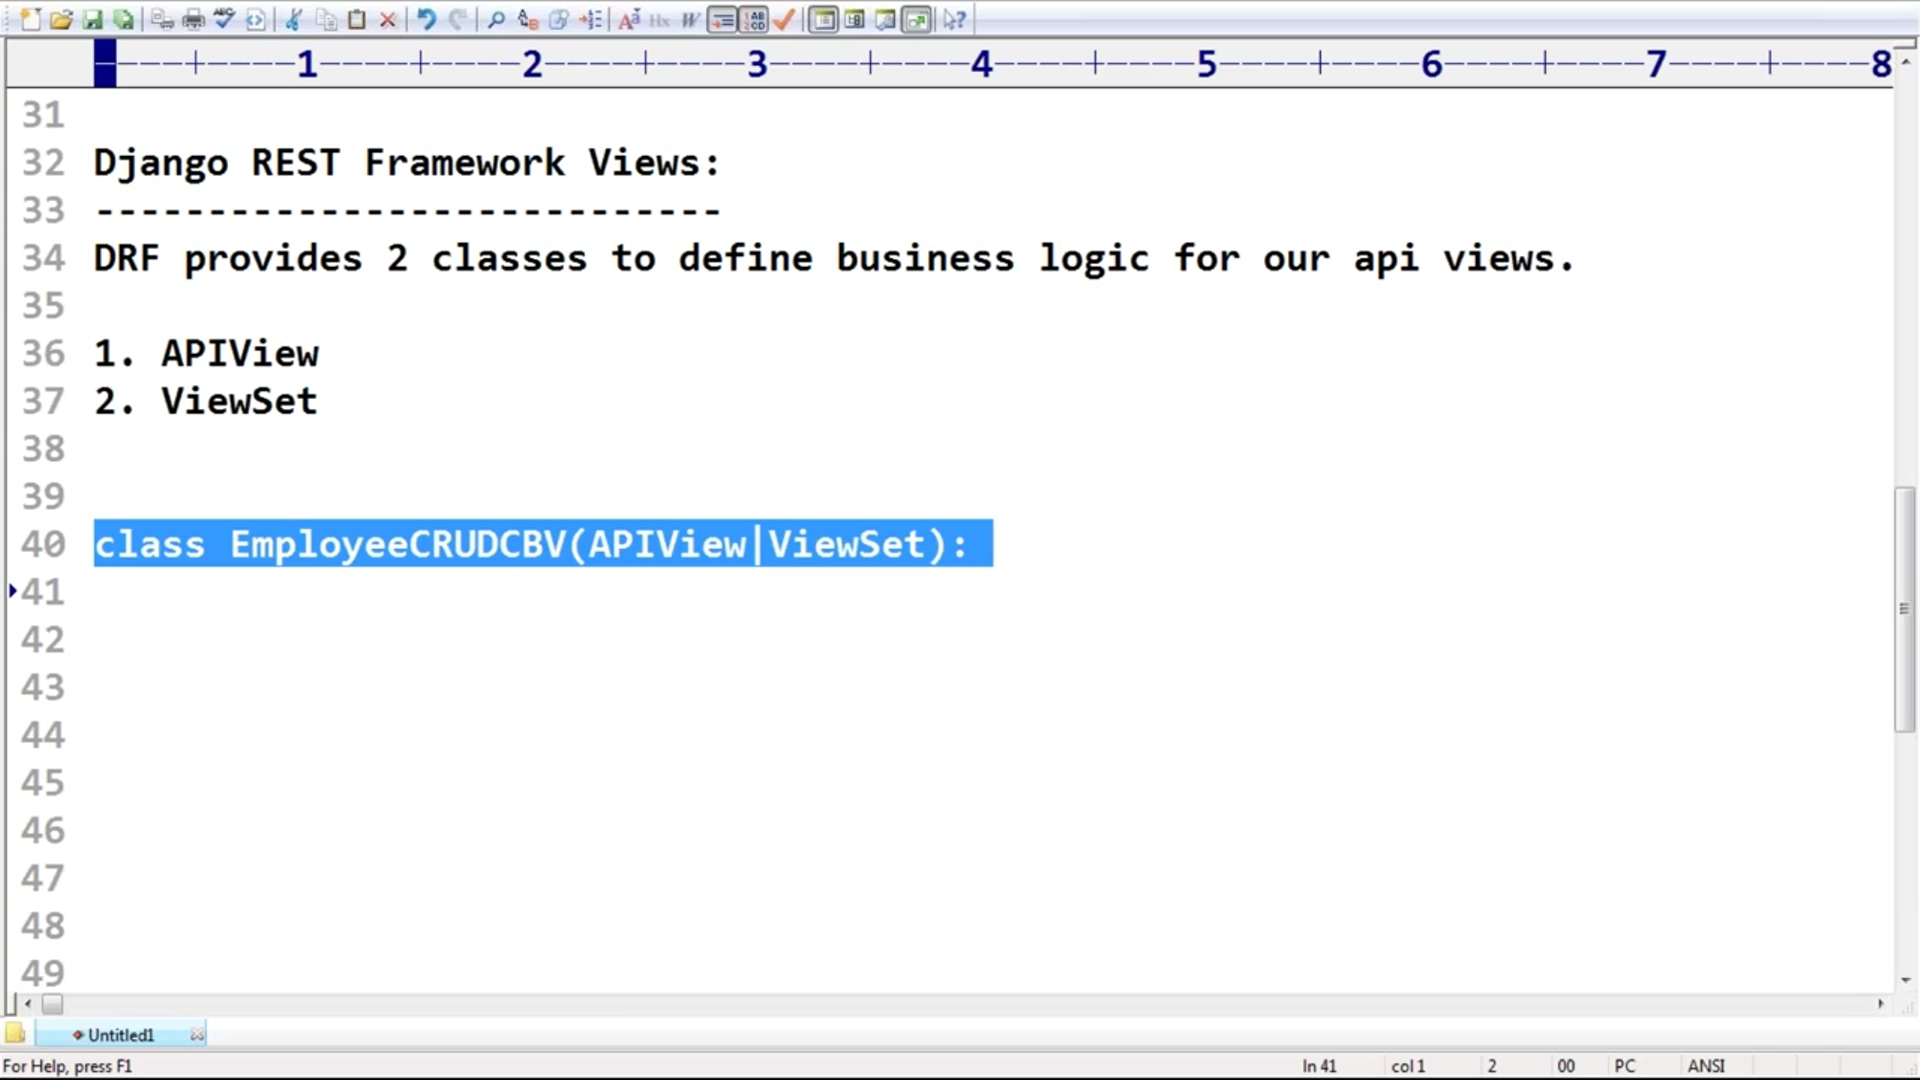 1 2 3 4 5 6 7 8
31
32 Django REST Framework Views:
33 ----------------------------
34 DRF provides 2 classes to define business logic for our api views.
35
36 1. APIView
37 2. ViewSet
38
39
40 class EmployeeCRUDCBV(APIView|ViewSet):
41
42
43
44
45
46
47
48
49
Untitled1
For Help, press F1 ln 41 col 1 2 00 PC ANSI